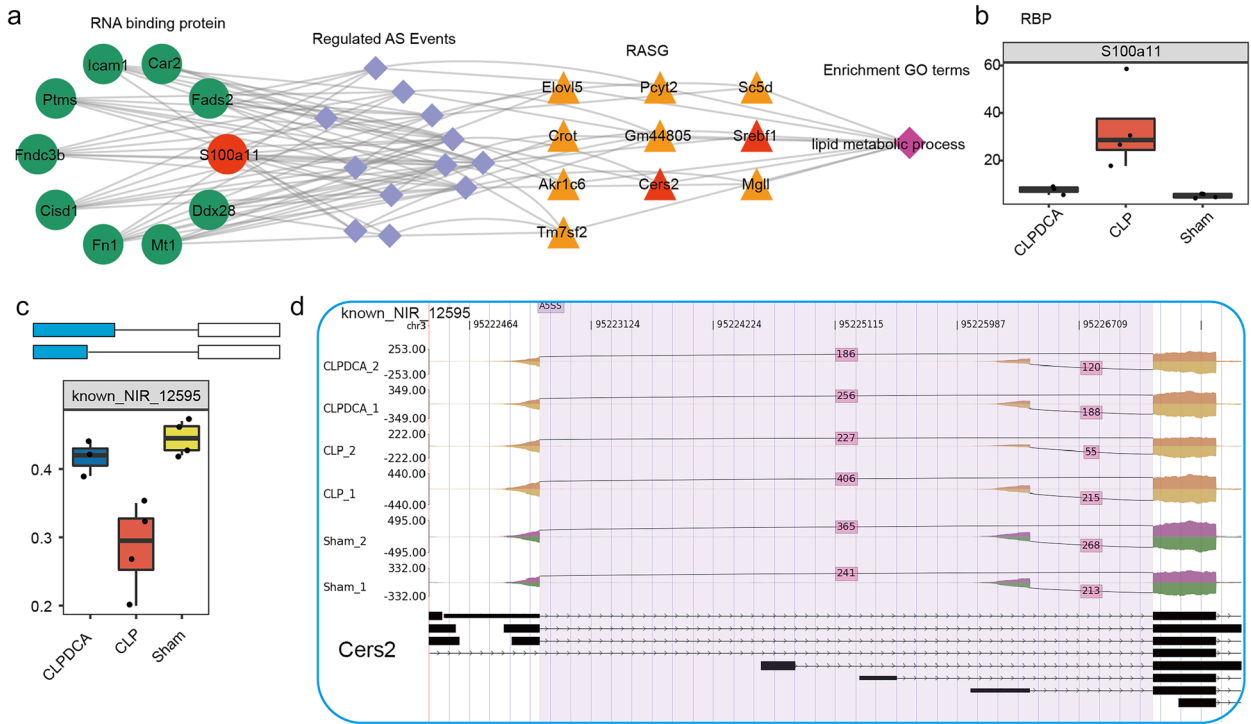 a
RNA binding protein
Regulated AS Events
RASG
Enrichment GO terms
Icam1
Car2
Ptms
Fads2
Fndc3b
S100a11
Cisd1
Ddx28
Fn1
Mt1
Elovl5
Pcyt2
Sc5d
Crot
Gm44805
Srebf1
Akr1c6
Cers2
Mgll
Tm7sf2
lipid metabolic process
b
RBP
S100a11
60
40
20
CLPDCA
CLP
Sham
c
known_NIR_12595
0.4
0.3
0.2
CLPDCA
CLP
Sham
d
known_NIR_12595
A5SS
chr3
95222464
95223124
95224224
95225115
95225987
95226709
CLPDCA_2
253.00
-253.00
186
120
CLPDCA_1
349.00
-349.00
256
188
CLP_2
222.00
-222.00
227
55
CLP_1
440.00
-440.00
406
215
Sham_2
495.00
-495.00
365
268
Sham_1
332.00
-332.00
241
213
Cers2